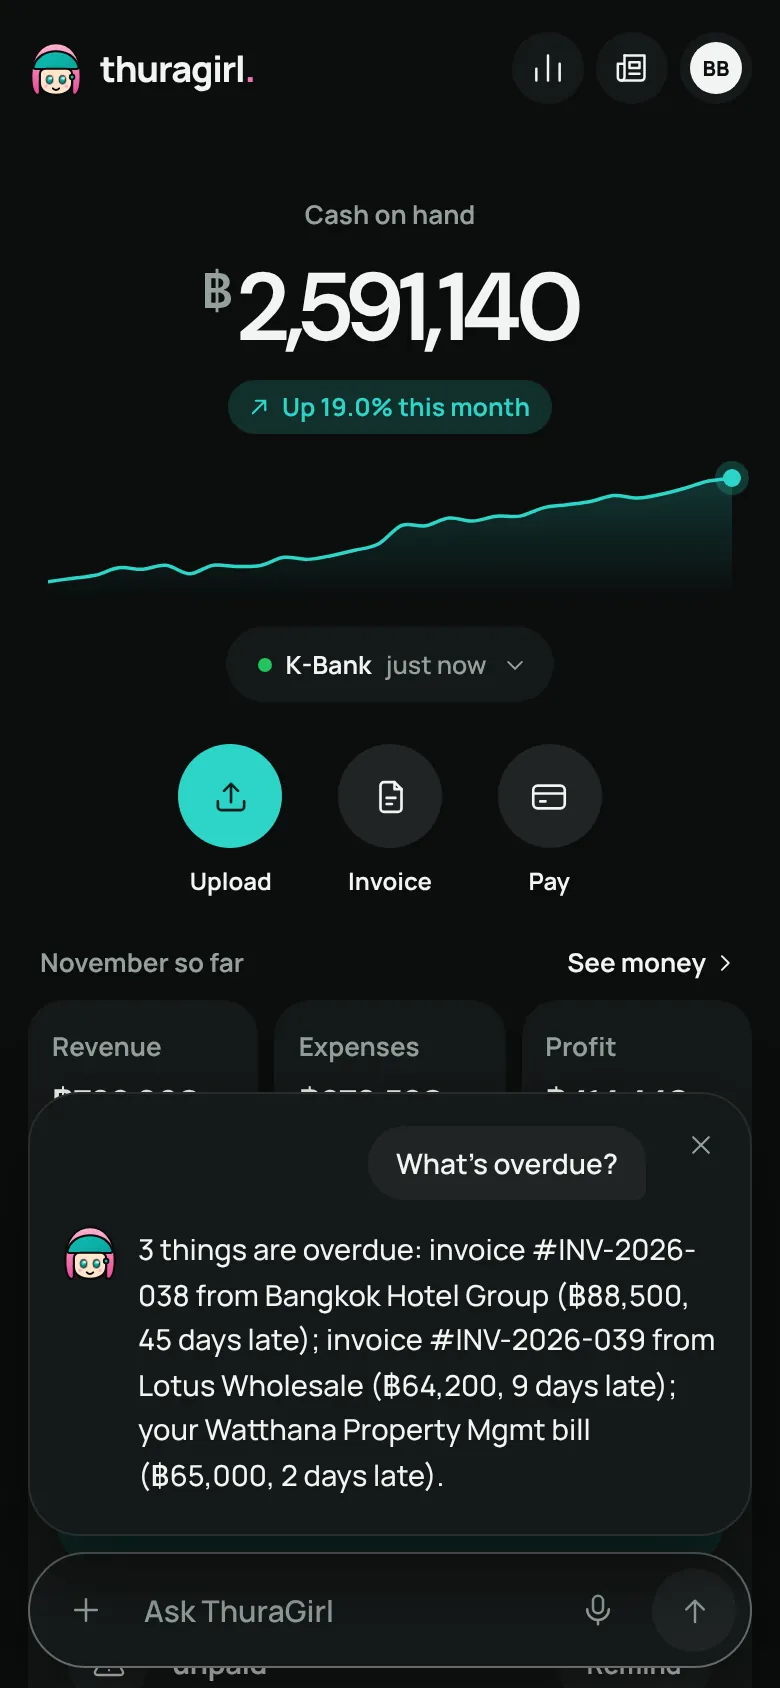 thuragirl.
BB
Cash on hand
฿2,591,140
Up 19.0% this month
K-Bank just now
Upload
Invoice
Pay
November so far
See money
Revenue
Expenses
Profit
What's overdue?
3 things are overdue: invoice #INV-2026-
038 from Bangkok Hotel Group (฿88,500,
45 days late); invoice #INV-2026-039 from
Lotus Wholesale (฿64,200, 9 days late);
your Watthana Property Mgmt bill
(฿65,000, 2 days late).
Ask ThuraGirl
unpaid
Remind